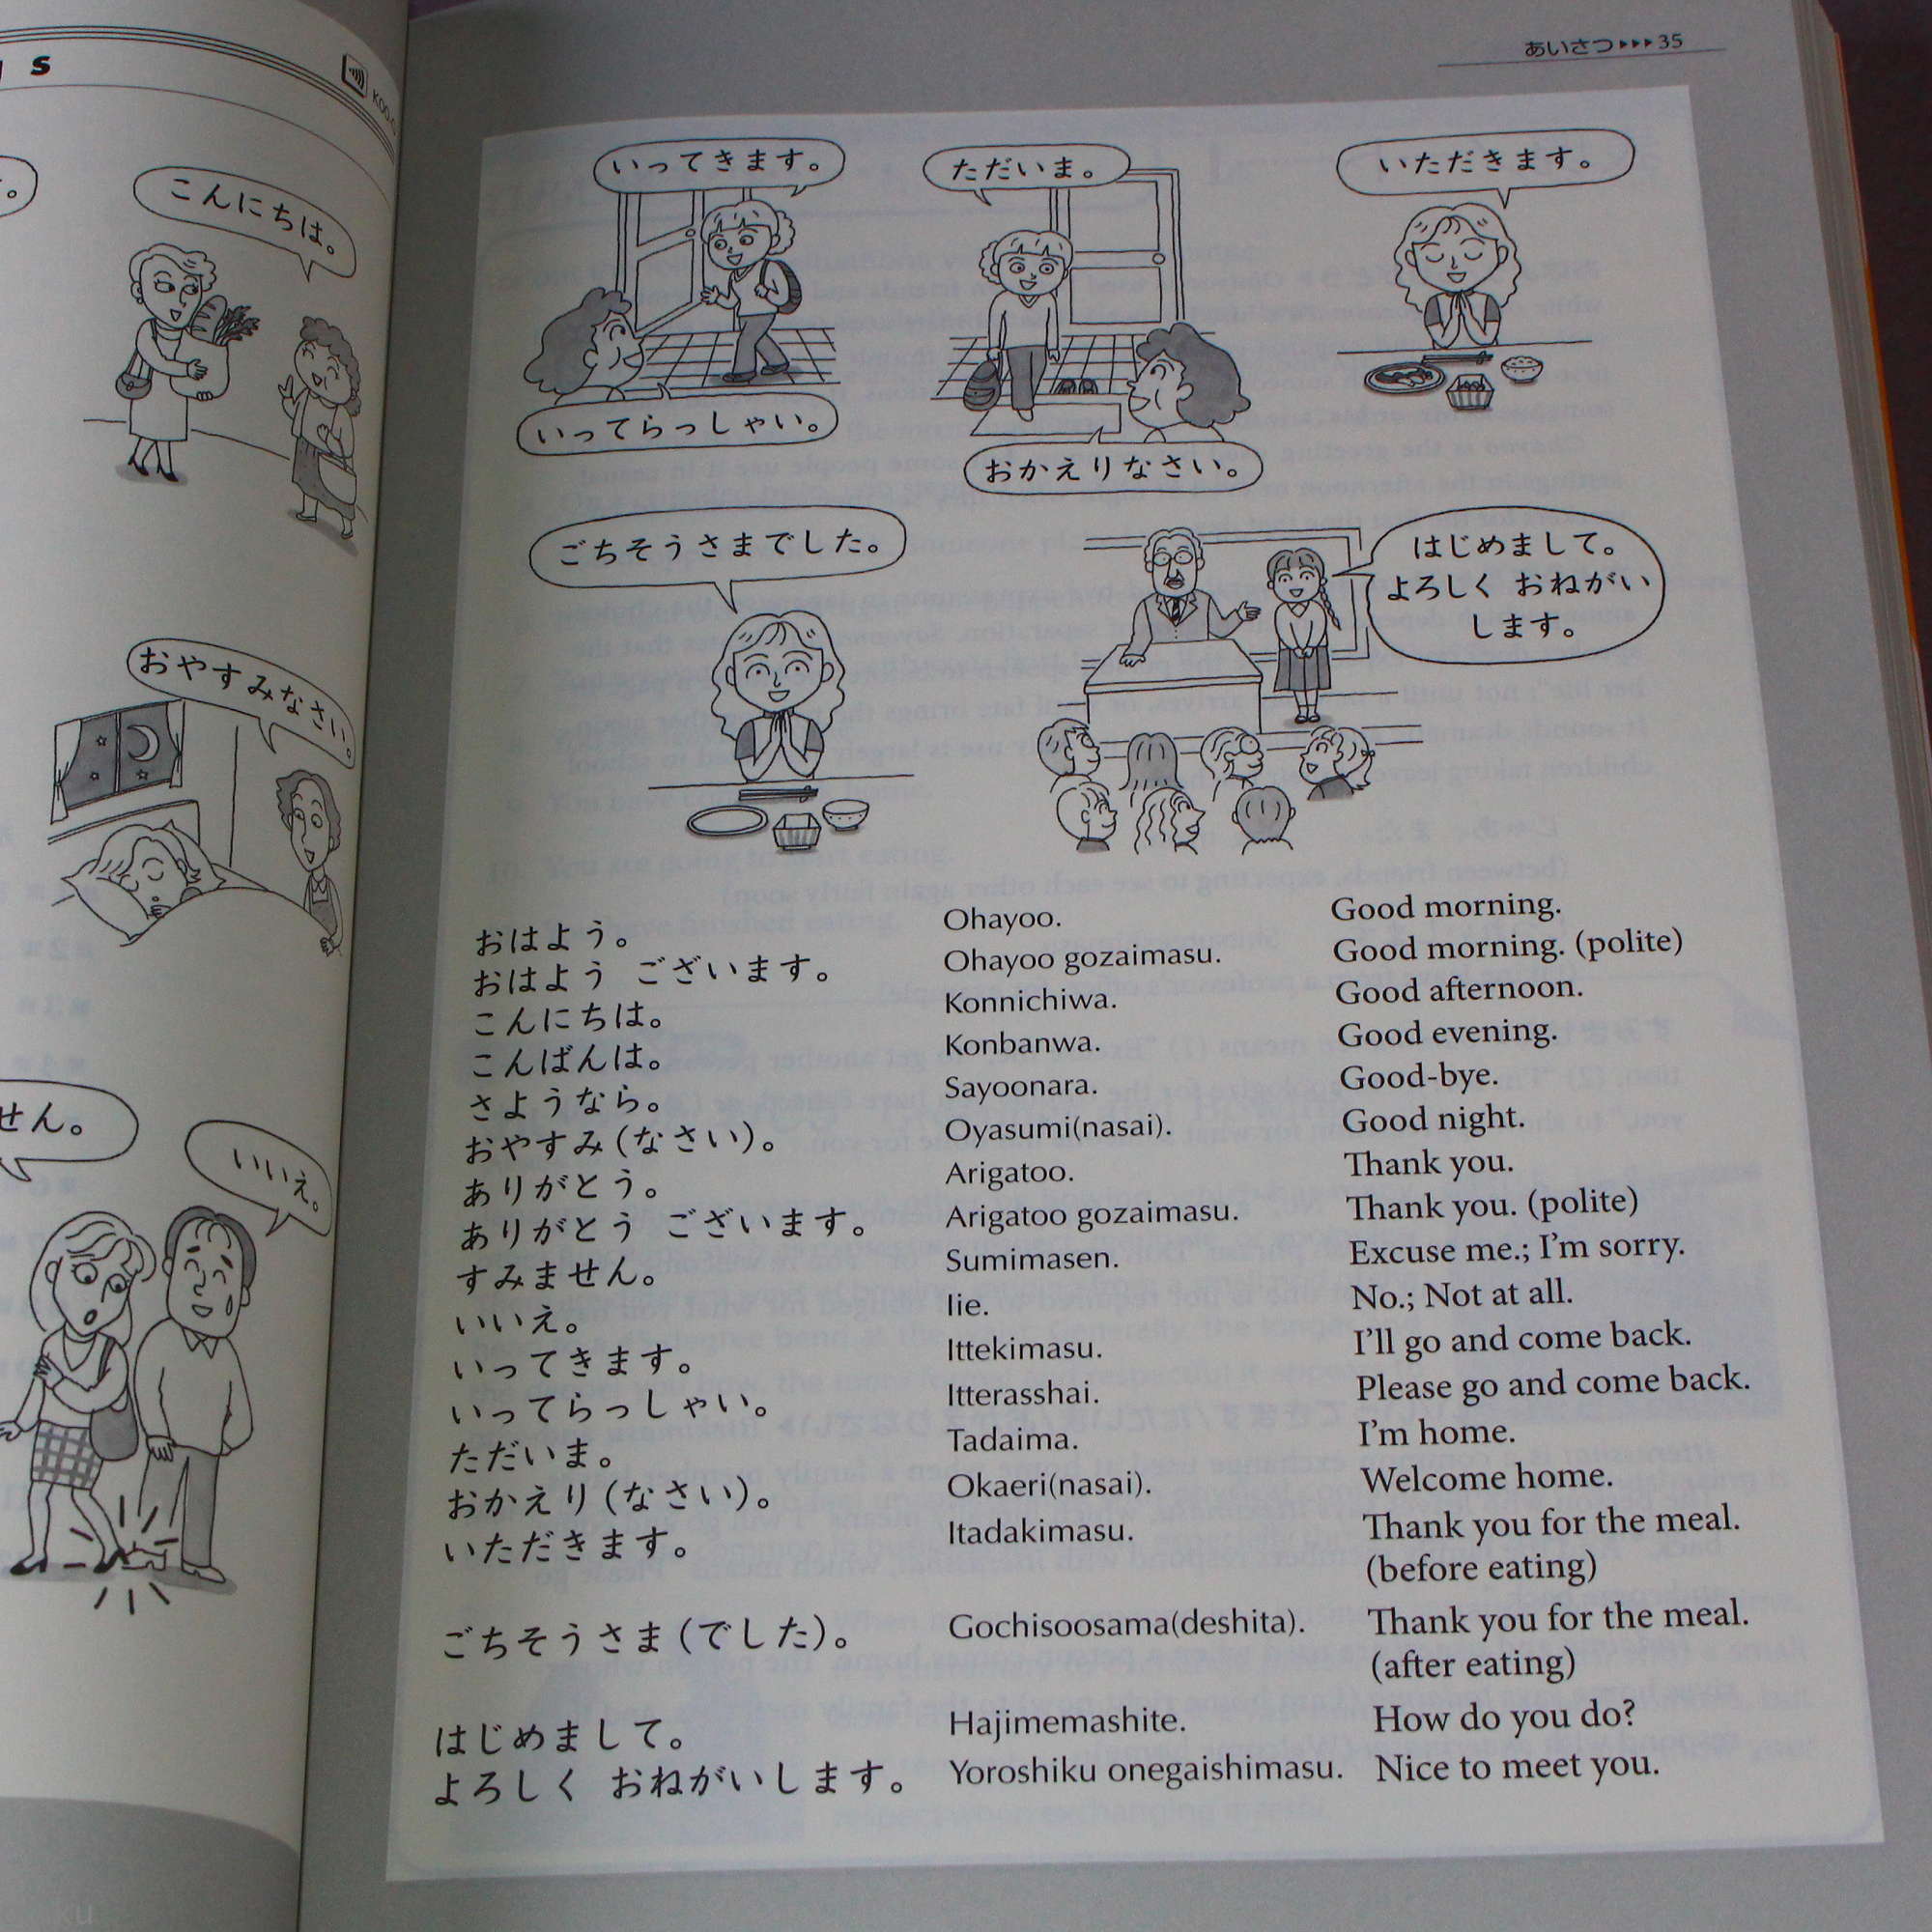 s
こんにちは。
おやすみなさい。
せん。
いいえ。
あいさつ▸▸▸35
いってきます。
いってらっしゃい。
ただいま。
おかえりなさい。
いただきます。
ごちそうさまでした。
はじめまして。
よろしく おねがい
します。
おはよう。 Ohayoo. Good morning.
おはよう ございます。 Ohayoo gozaimasu. Good morning. (polite)
こんにちは。 Konnichiwa. Good afternoon.
こんばんは。 Konbanwa. Good evening.
さようなら。 Sayoonara. Good-bye.
おやすみ(なさい)。 Oyasumi(nasai). Good night.
ありがとう。 Arigatoo. Thank you.
ありがとう ございます。 Arigatoo gozaimasu. Thank you. (polite)
すみません。 Sumimasen. Excuse me.; I'm sorry.
いいえ。 Iie. No.; Not at all.
いってきます。 Ittekimasu. I'll go and come back.
いってらっしゃい。 Itterasshai. Please go and come back.
ただいま。 Tadaima. I'm home.
おかえり(なさい)。 Okaeri(nasai). Welcome home.
いただきます。 Itadakimasu. Thank you for the meal.
(before eating)
ごちそうさま(でした)。 Gochisoosama(deshita). Thank you for the meal.
(after eating)
はじめまして。 Hajimemashite. How do you do?
よろしく おねがいします。 Yoroshiku onegaishimasu. Nice to meet you.